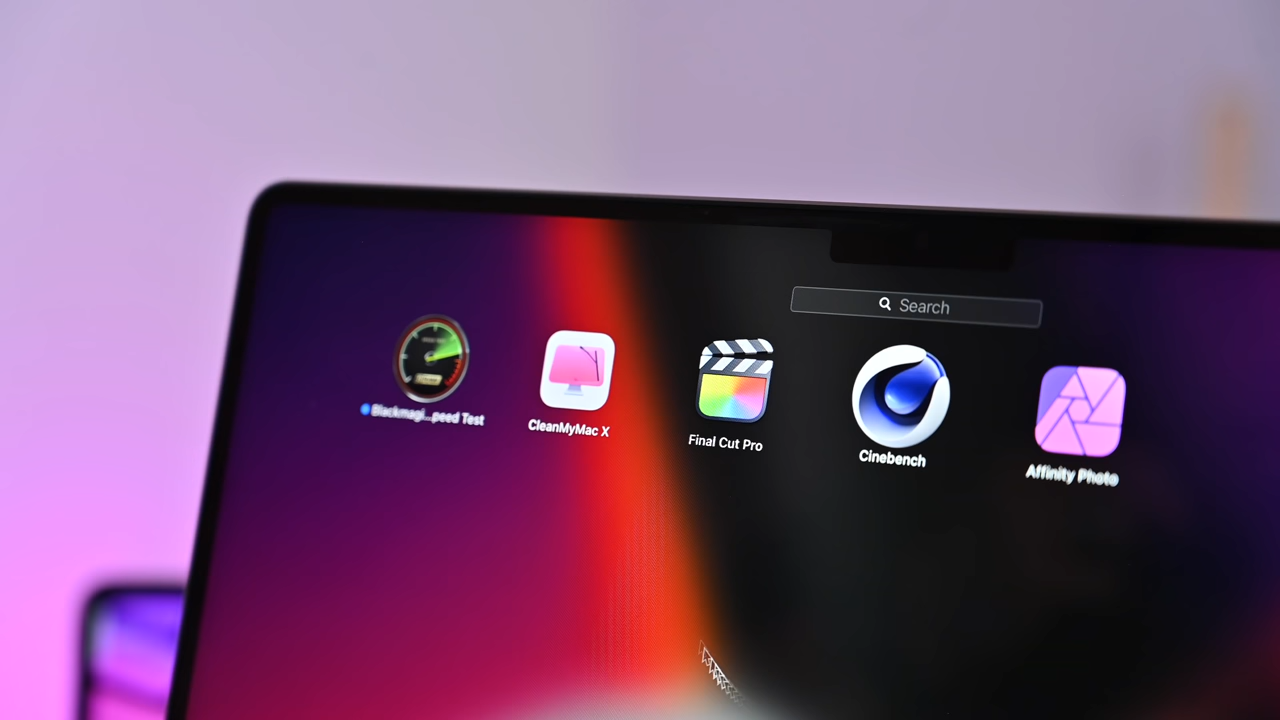 Search
Blackmagi...peed Test
CleanMyMac X
Final Cut Pro
Cinebench
Affinity Photo